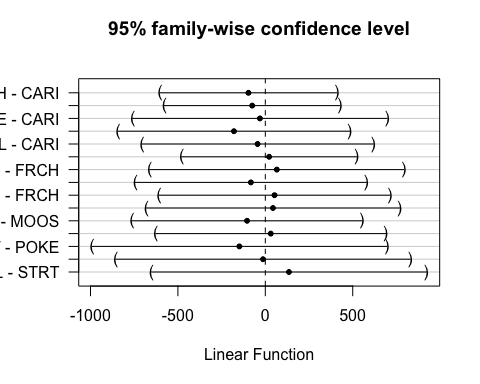 95% family-wise confidence level
- CARI
- CARI
- CARI
- FRCH
- FRCH
- MOOS
- POKE
- STRT
-1000 -500 0 500
Linear Function